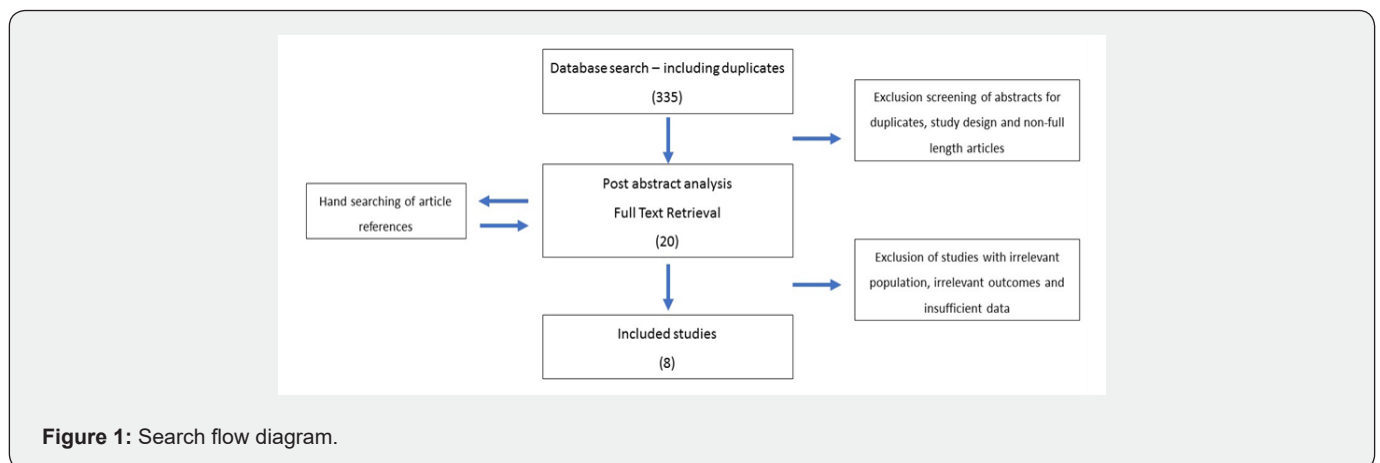 Database search – including duplicates
(335)
Exclusion screening of abstracts for
duplicates, study design and non-full
length articles
Post abstract analysis
Full Text Retrieval
(20)
Hand searching of article
references
Exclusion of studies with irrelevant
population, irrelevant outcomes and
insufficient data
Included studies
(8)
Figure 1: Search flow diagram.